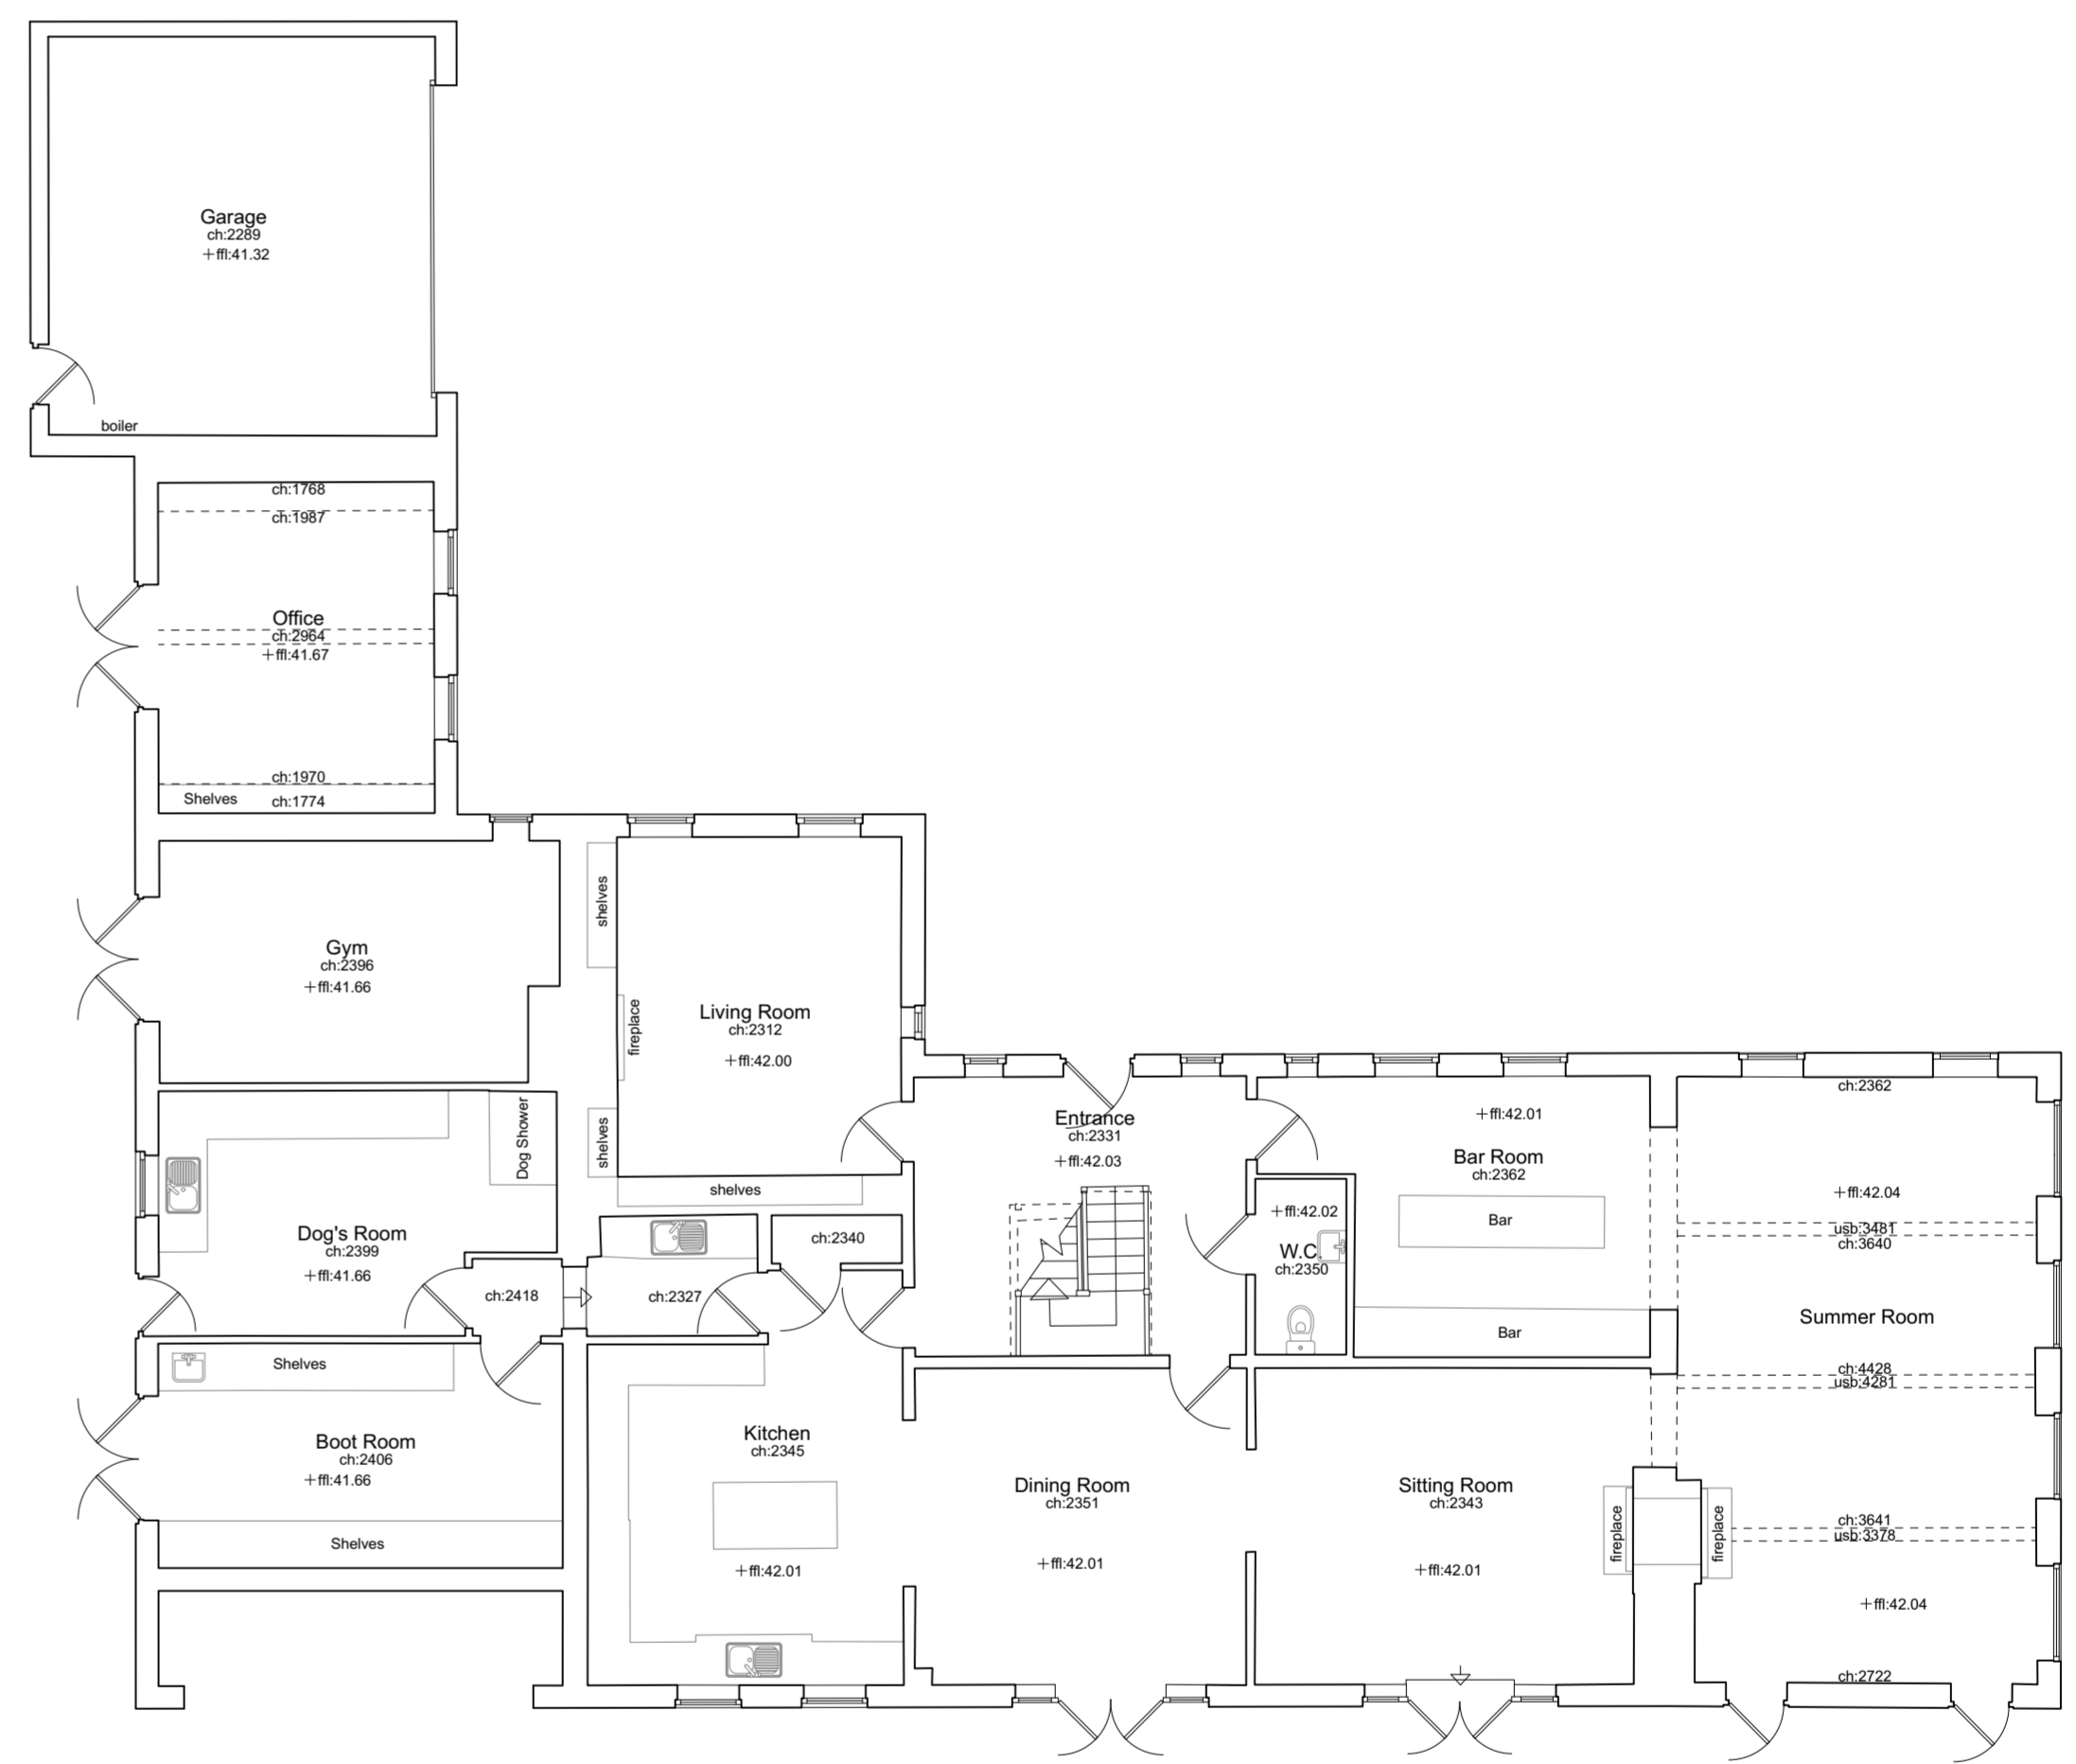 Garage
ch:2289
+ffl:41.32
boiler
ch:1768
ch:1987
Office
ch:2964
+ffl:41.67
ch:1970
Shelves
ch:1774
Gym
ch:2396
+ffl:41.66
shelves
fireplace
shelves
Living Room
ch:2312
+ffl:42.00
shelves
Dog Shower
Dog's Room
ch:2399
+ffl:41.66
ch:2418
ch:2327
ch:2340
Entrance
ch:2331
+ffl:42.03
+ffl:42.02
W.C.
ch:2350
+ffl:42.01
Bar Room
ch:2362
Bar
Bar
ch:2362
+ffl:42.04
usb:3481
ch:3640
Summer Room
ch:4428
usb:4281
ch:3641
usb:3378
+ffl:42.04
ch:2722
Shelves
Boot Room
ch:2406
+ffl:41.66
Shelves
Kitchen
ch:2345
+ffl:42.01
Dining Room
ch:2351
+ffl:42.01
Sitting Room
ch:2343
+ffl:42.01
fireplace
fireplace